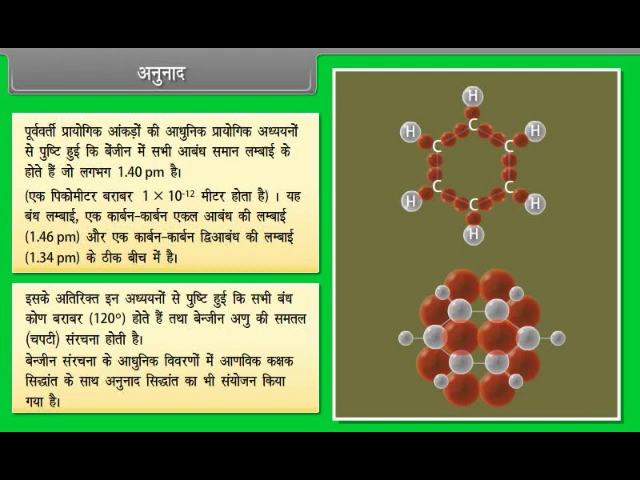 अनुनाद
पूर्ववर्ती प्रायोगिक आंकड़ों की आधुनिक प्रायोगिक अध्ययनों
से पुष्टि हुई कि बेंजीन में सभी आबंध समान लम्बाई के
होते हैं जो लगभग 1.40 pm है।
(एक पिकोमीटर बराबर 1 × 10⁻¹² मीटर होता है) । यह
बंध लम्बाई, एक कार्बन-कार्बन एकल आबंध की लम्बाई
(1.46 pm) और एक कार्बन-कार्बन द्विआबंध की लम्बाई
(1.34 pm) के ठीक बीच में है।
इसके अतिरिक्त इन अध्ययनों से पुष्टि हुई कि सभी बंध
कोण बराबर (120°) होते हैं तथा बेन्जीन अणु की समतल
(चपटी) संरचना होती है।
बेन्जीन संरचना के आधुनिक विवरणों में आणविक कक्षक
सिद्धांत के साथ अनुनाद सिद्धांत का भी संयोजन किया
गया है।
H
H C H
C C
C C
H C H
H